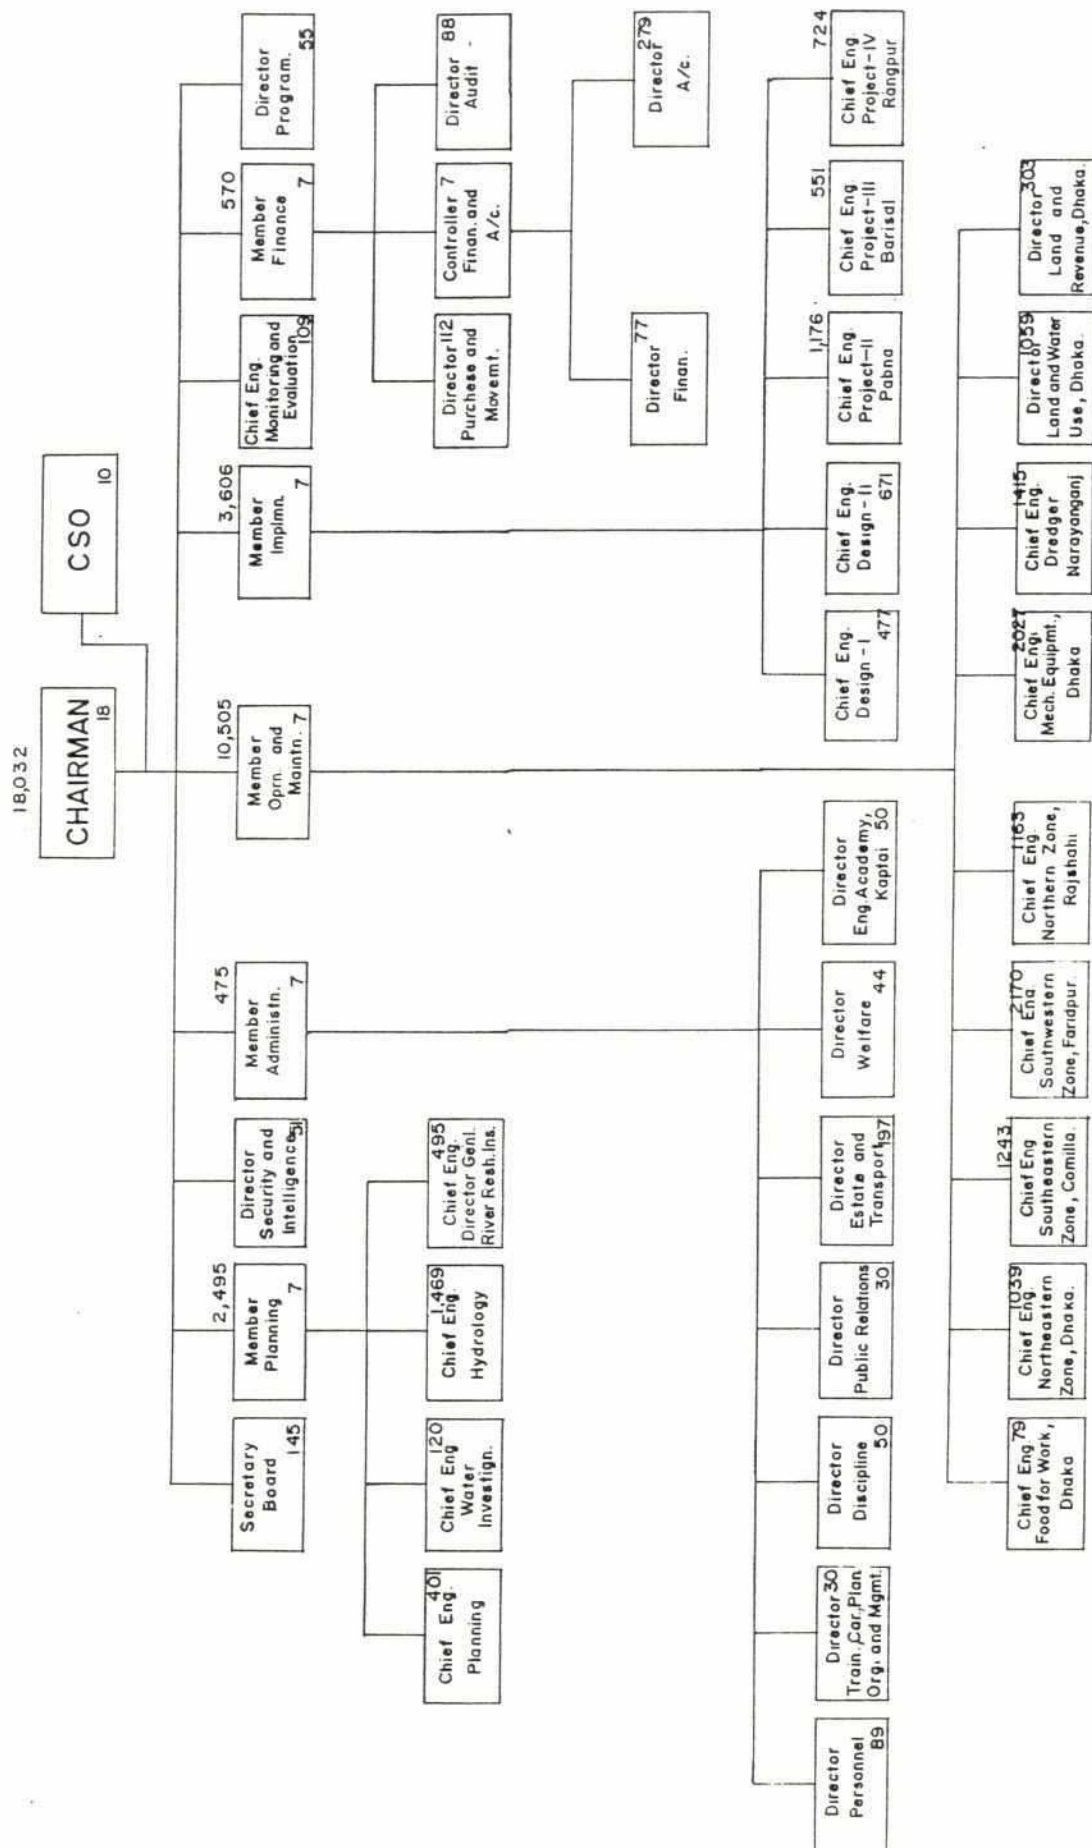 18,032
CHAIRMAN
18
CSO
10
Secretary
Board
145
2,495
Member
Planning
7
Director
Security and
Intelligence
51
475
Member
Administn.
7
10,505
Member
Oprn. and
Maintn. 7
3,606
Member
Implmn.
7
Chief Eng.
Monitoring and
Evaluation
109
570
Member
Finance
7
Director
Program.
55
Chief Eng. 401
Planning
Chief Eng 120
Water
Investign.
Chief Eng. 1,469
Hydrology
Chief Eng. 495
Director Genl.
River Resh. Ins.
Director 112
Purchese and
Movemt.
Controller 7
Finan. and
A/c.
Director 88
Audit
Director 77
Finan.
Director 279
A/c.
Director
Personnel
89
Director 30
Train., Car., Plan.
Org. and Mgmt.
Director
Discipline
50
Director
Public Relations
30
Director
Estate and
Transport 197
Director
Welfare
44
Director
Eng. Academy,
Kaptai 50
Chief Eng.
Design - I
477
Chief Eng.
Design - II
671
1,176
Chief Eng.
Project-II
Pabna
551
Chief Eng.
Project-III
Barisal
724
Chief Eng.
Project-IV
Rangpur
Chief Eng. 79
Food for Work,
Dhaka
Chief Eng. 1039
Northeastern
Zone, Dnaka.
1243
Chief Eng
Southeastern
Zone, Comilla.
Chief Eng 2170
Soutnwestern
Zone, Faridpur.
Chief Eng. 1163
Northern Zone,
Rajshahi
Chief Eng. 2027
Mech. Equipmt.,
Dhaka
Chief Eng. 1415
Dredger
Narayanganj
Director 1059
Land and Water
Use, Dhaka.
Director 303
Land and
Revenue, Dhaka.